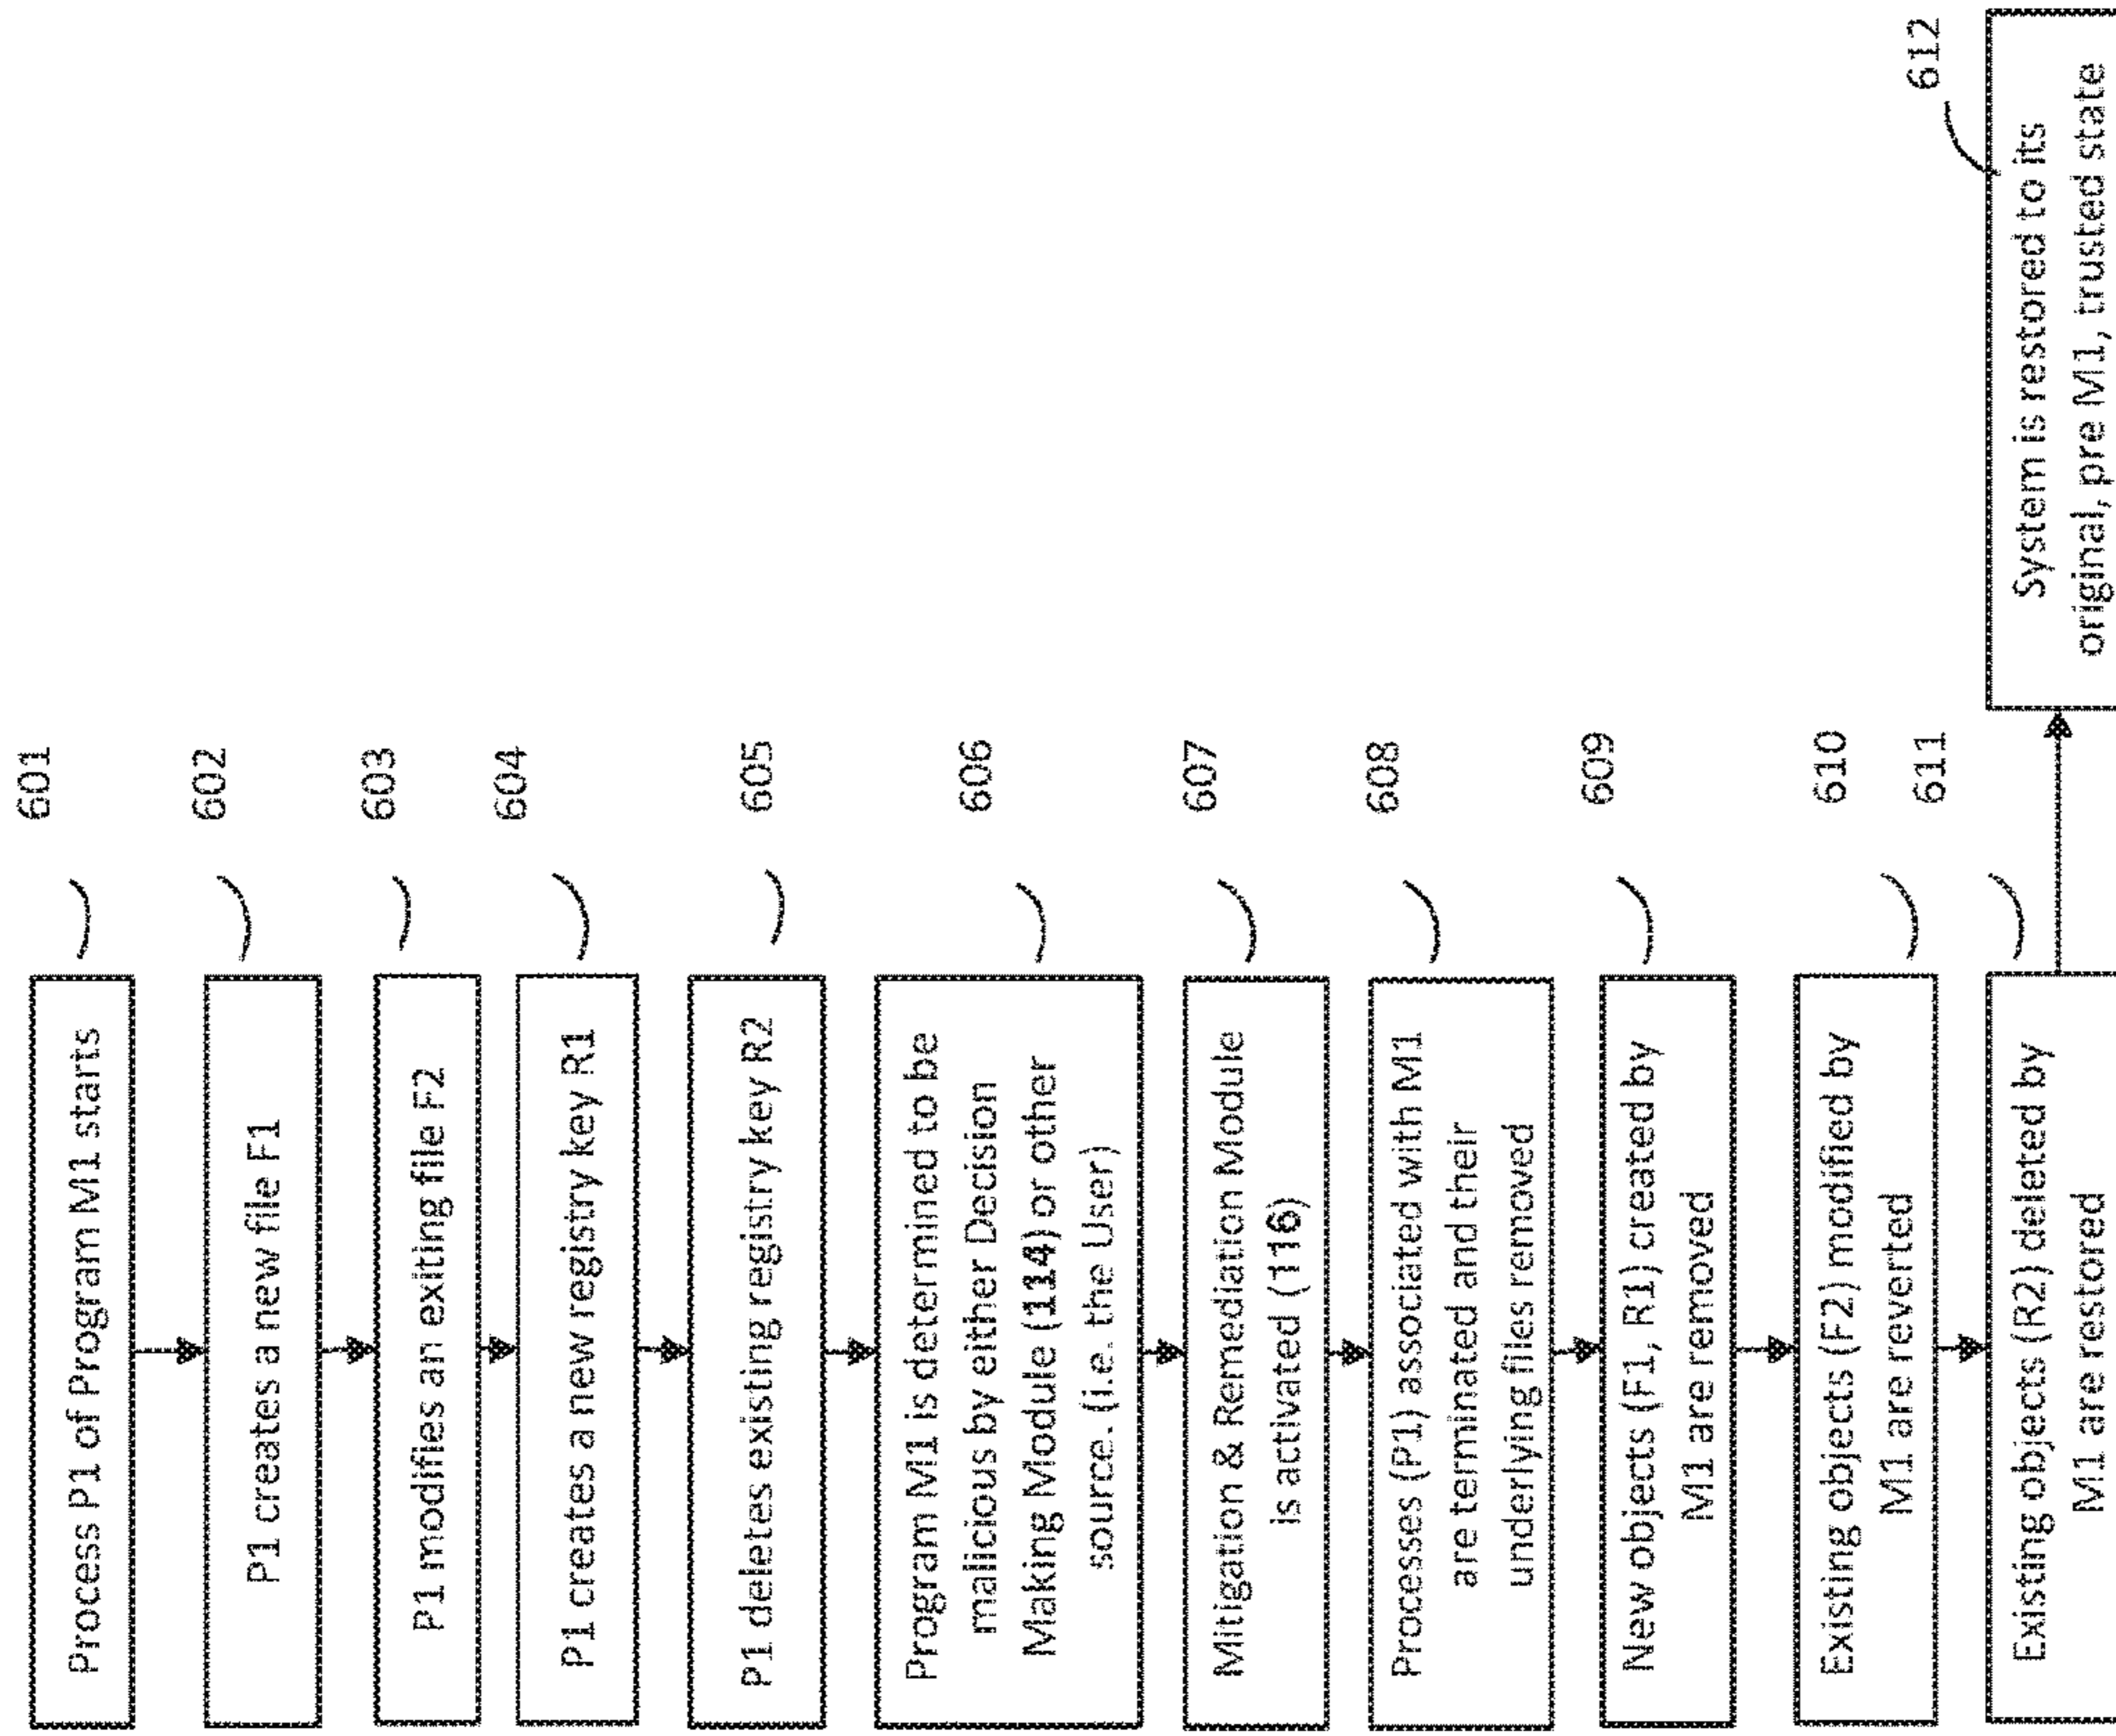 601
Process P1 of Program M1 starts
602
P1 creates a new file F1
603
P1 modifies an exiting file F2
604
P1 creates a new registry key R1
605
P1 deletes existing registry key R2
606
Program M1 is determined to be
malicious by either Decision
Making Module (114) or other
source. (i.e. the User)
607
Mitigation & Remediation Module
is activated (116)
608
Processes (P1) associated with M1
are terminated and their
underlying files removed
609
New objects (F1, R1) created by
M1 are removed
610
Existing objects (F2) modified by
M1 are reverted
611
Existing objects (R2) deleted by
M1 are restored
612
System is restored to its
original, pre M1, trusted state